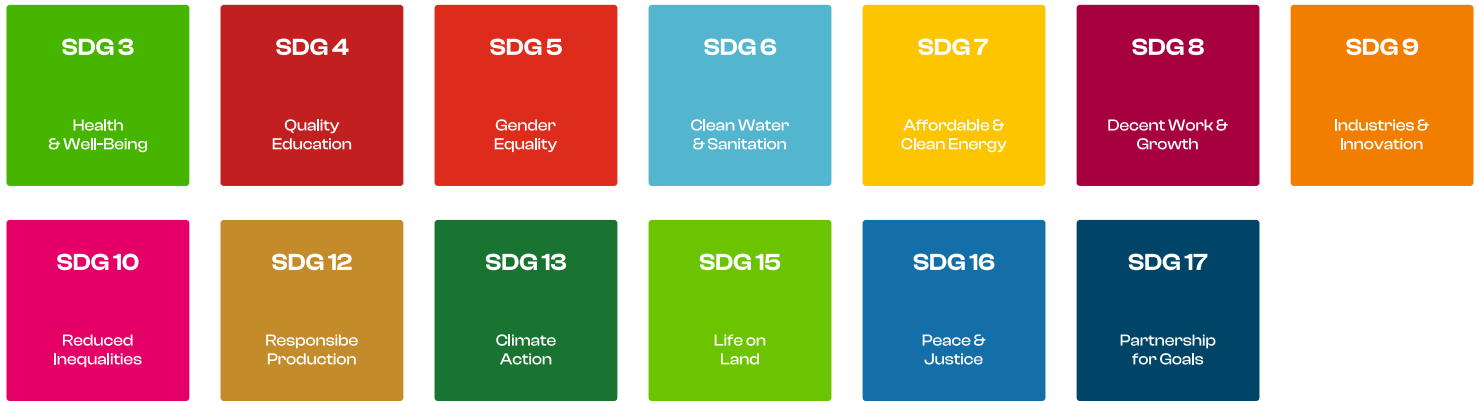 SDG 3
Health
& Well-Being
SDG 4
Quality
Education
SDG 5
Gender
Equality
SDG 6
Clean Water
& Sanitation
SDG 7
Affordable &
Clean Energy
SDG 8
Decent Work &
Growth
SDG 9
Industries &
Innovation
SDG 10
Reduced
Inequalities
SDG 12
Responsibe
Production
SDG 13
Climate
Action
SDG 15
Life on
Land
SDG 16
Peace &
Justice
SDG 17
Partnership
for Goals